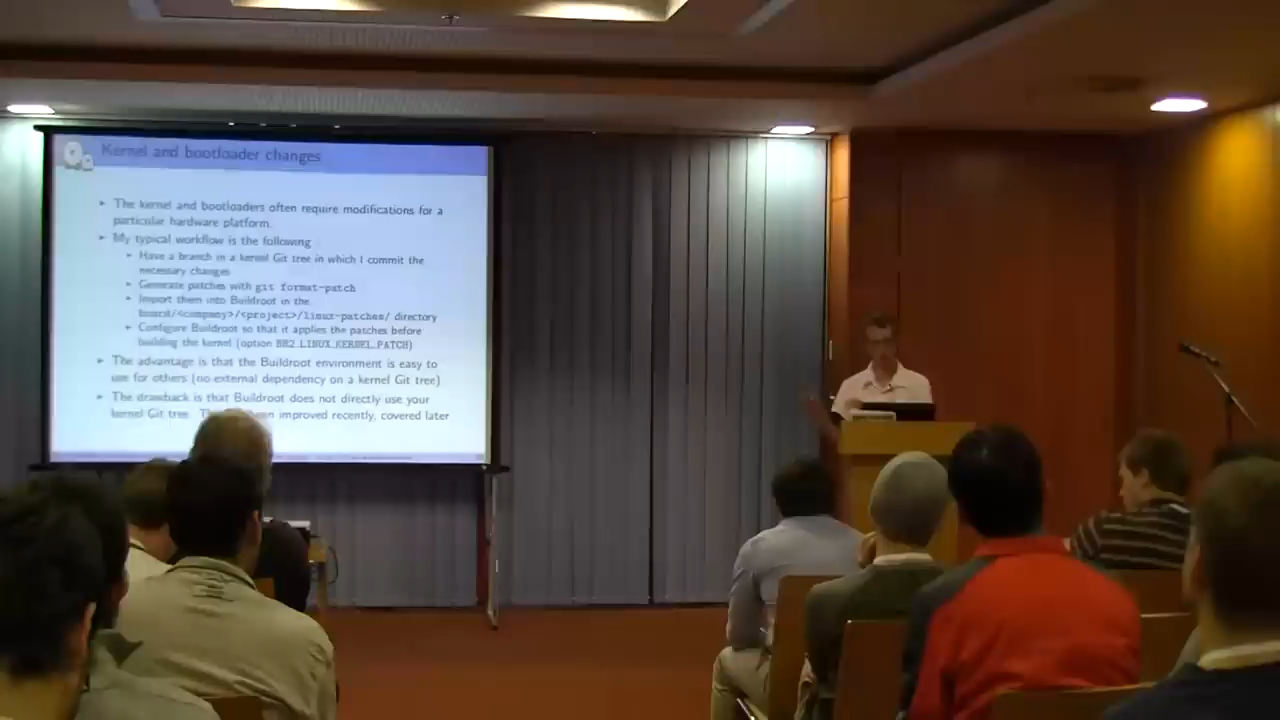 Kernel and bootloader changes
The kernel and bootloaders often require modifications for a
particular hardware platform.
My typical workflow is the following
Have a branch in a kernel Git tree in which I commit the
necessary changes
Generate patches with git format-patch
Import them into Buildroot in the
board/<company>/<project>/linux-patches/ directory
Configure Buildroot so that it applies the patches before
building the kernel (option BR2_LINUX_KERNEL_PATCH)
The advantage is that the Buildroot environment is easy to
use for others (no external dependency on a kernel Git tree)
The drawback is that Buildroot does not directly use your
kernel Git tree. improved recently, covered later